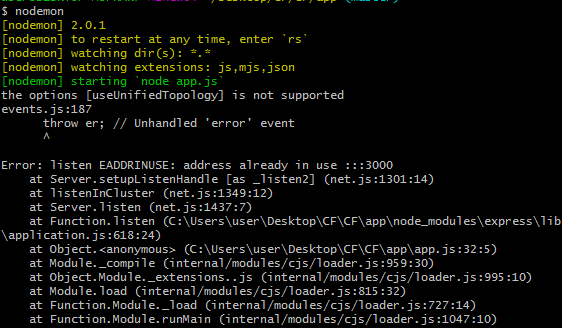 $ nodemon
[nodemon] 2.0.1
[nodemon] to restart at any time, enter `rs`
[nodemon] watching dir(s): *.*
[nodemon] watching extensions: js,mjs,json
[nodemon] starting `node app.js`
the options [useUnifiedTopology] is not supported
events.js:187
      throw er; // Unhandled 'error' event
      ^

Error: listen EADDRINUSE: address already in use :::3000
    at Server.setupListenHandle [as _listen2] (net.js:1301:14)
    at listenInCluster (net.js:1349:12)
    at Server.listen (net.js:1437:7)
    at Function.listen (C:\Users\user\Desktop\CF\CF\app\node_modules\express\lib
\application.js:618:24)
    at Object.<anonymous> (C:\Users\user\Desktop\CF\CF\app\app.js:32:5)
    at Module._compile (internal/modules/cjs/loader.js:959:30)
    at Object.Module._extensions..js (internal/modules/cjs/loader.js:995:10)
    at Module.load (internal/modules/cjs/loader.js:815:32)
    at Function.Module._load (internal/modules/cjs/loader.js:727:14)
    at Function.Module.runMain (internal/modules/cjs/loader.js:1047:10)